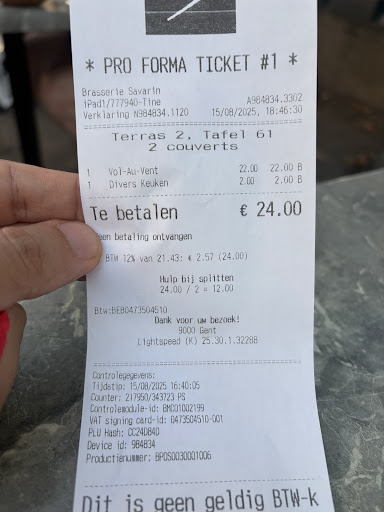 * PRO FORMA TICKET #1 *
Brasserie Savarin
iPad1/777940-Tine A984834.3302
Verklaring N984834.1120 15/08/2025, 18:46:30
Terras 2, Tafel 61
2 couverts
1 Vol-Au-Vent 22.00 22.00 B
1 Divers Keuken 2.00 2.00 B
Te betalen € 24.00
een betaling ontvangen
BTW 12% van 21.43: € 2.57 (24.00)
Hulp bij splitten
24.00 / 2 = 12.00
Btw:BE0473504510
Dank voor uw bezoek!
9000 Gent
Lightspeed (K) 25.30.1.32288
Controlegegevens:
Tijdstip: 15/08/2025 16:40:05
Counter: 217950/343723 PS
Controlemodule-id: BMC01002199
VAT signing card-id: 0473504510-001
PLU Hash: CC24D84D
Device id: 984834
Productienummer: BPOS0030001006
Dit is geen geldig BTW-k